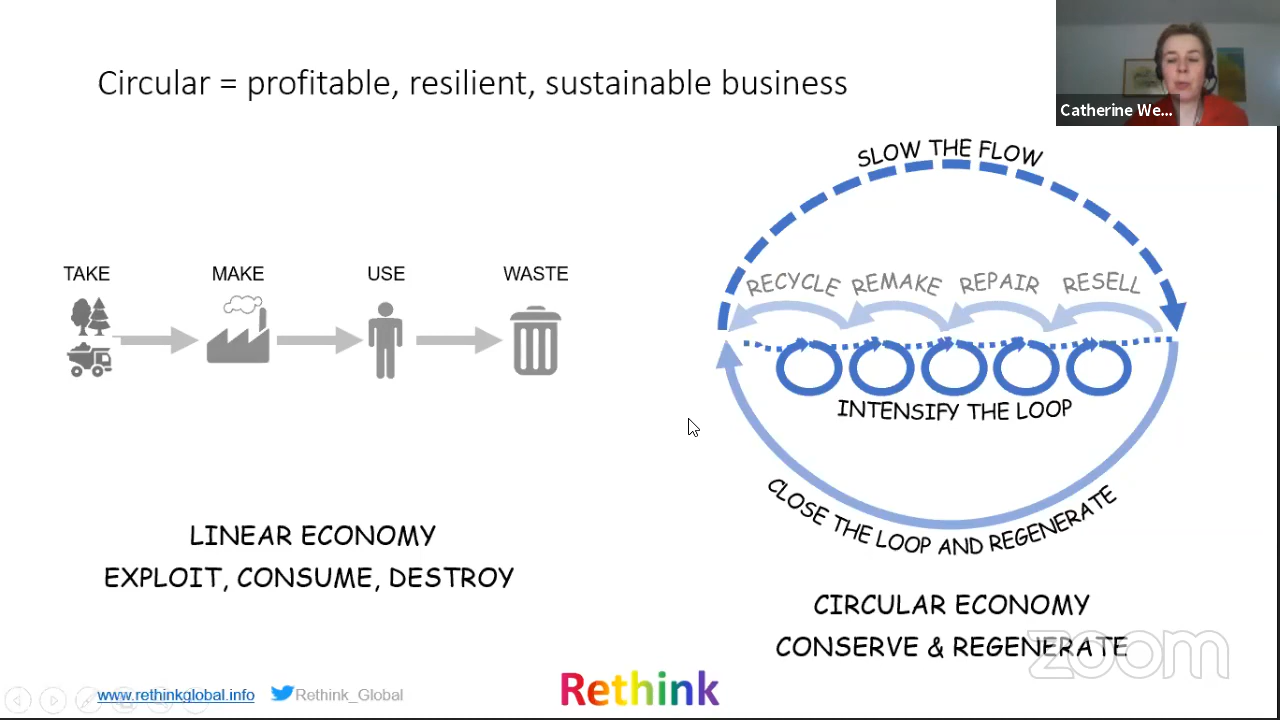 Circular = profitable, resilient, sustainable business
Catherine We...
TAKE
MAKE
USE
WASTE
LINEAR ECONOMY
EXPLOIT, CONSUME, DESTROY
SLOW THE FLOW
RECYCLE
REMAKE
REPAIR
RESELL
INTENSIFY THE LOOP
CLOSE THE LOOP AND REGENERATE
CIRCULAR ECONOMY
CONSERVE & REGENERATE
zoom
www.rethinkglobal.info
Rethink_Global
Rethink